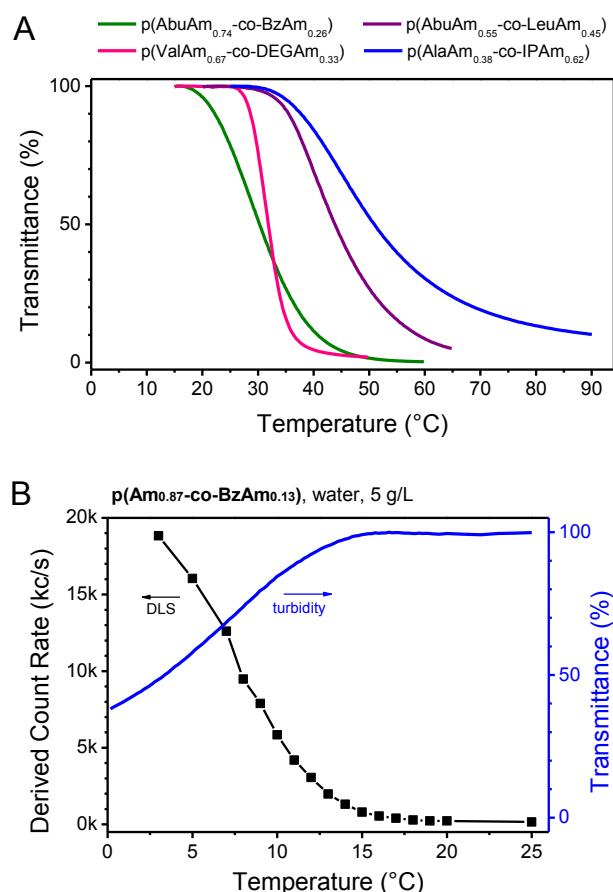 A
p(AbuAm0.74-co-BzAm0.26) p(AbuAm0.55-co-LeuAm0.45)
p(ValAm0.67-co-DEGAm0.33) p(AlaAm0.38-co-IPAm0.62)
100
50
0
Transmittance (%)
0 10 20 30 40 50 60 70 80 90
Temperature (°C)
B
p(Am0.87-co-BzAm0.13), water, 5 g/L
20k
15k
10k
5k
0k
Derived Count Rate (kc/s)
DLS
turbidity
100
50
0
Transmittance (%)
0 5 10 15 20 25
Temperature (°C)